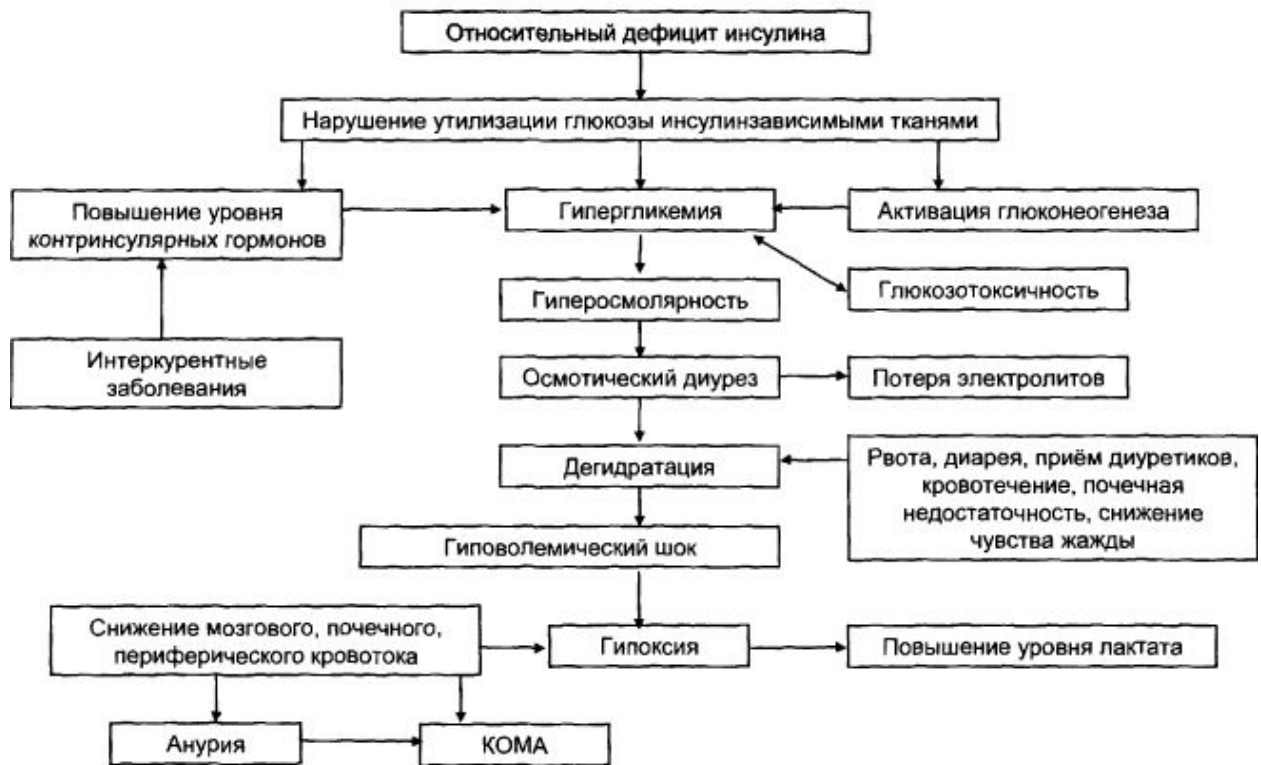 Относительный дефицит инсулина
Нарушение утилизации глюкозы инсулинзависимыми тканями
Повышение уровня
контринсулярных гормонов
Гипергликемия
Активация глюконеогенеза
Глюкозотоксичность
Гиперосмолярность
Интеркурентные
заболевания
Осмотический диурез
Потеря электролитов
Дегидратация
Рвота, диарея, приём диуретиков,
кровотечение, почечная
недостаточность, снижение
чувства жажды
Гиповолемический шок
Снижение мозгового, почечного,
периферического кровотока
Гипоксия
Повышение уровня лактата
Анурия
КОМА